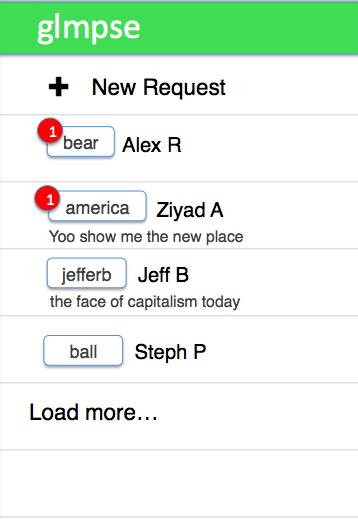 glmpse
+ New Request
1
bear Alex R
1
america Ziyad A
Yoo show me the new place
jefferb Jeff B
the face of capitalism today
ball Steph P
Load more...